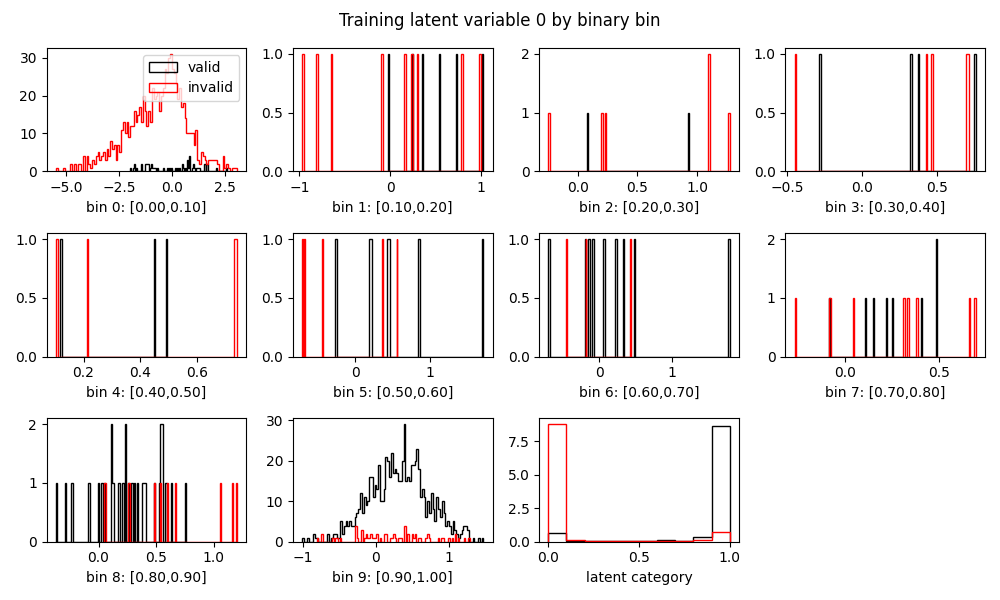 Training latent variable 0 by binary bin
30
20
10
0
−5.0 −2.5 0.0 2.5
bin 0: [0.00,0.10]
valid
invalid
1.0
0.5
0.0
−1 0 1
bin 1: [0.10,0.20]
2
1
0
0.0 0.5 1.0
bin 2: [0.20,0.30]
1.0
0.5
0.0
−0.5 0.0 0.5
bin 3: [0.30,0.40]
1.0
0.5
0.0
0.2 0.4 0.6
bin 4: [0.40,0.50]
1.0
0.5
0.0
0 1
bin 5: [0.50,0.60]
1.0
0.5
0.0
0 1
bin 6: [0.60,0.70]
2
1
0
0.0 0.5
bin 7: [0.70,0.80]
2
1
0
0.0 0.5 1.0
bin 8: [0.80,0.90]
30
20
10
0
−1 0 1
bin 9: [0.90,1.00]
7.5
5.0
2.5
0.0
0.0 0.5 1.0
latent category